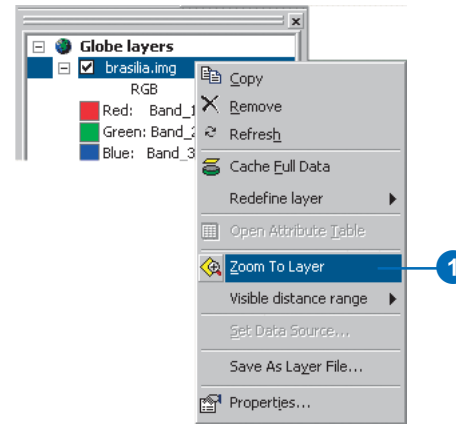 Globe layers
brasilia.img
RGB
Red: Band_1
Green: Band_2
Blue: Band_3
Copy
Remove
Refresh
Cache Full Data
Redefine layer
Open Attribute Table
Zoom To Layer
1
Visible distance range
Set Data Source...
Save As Layer File...
Properties...